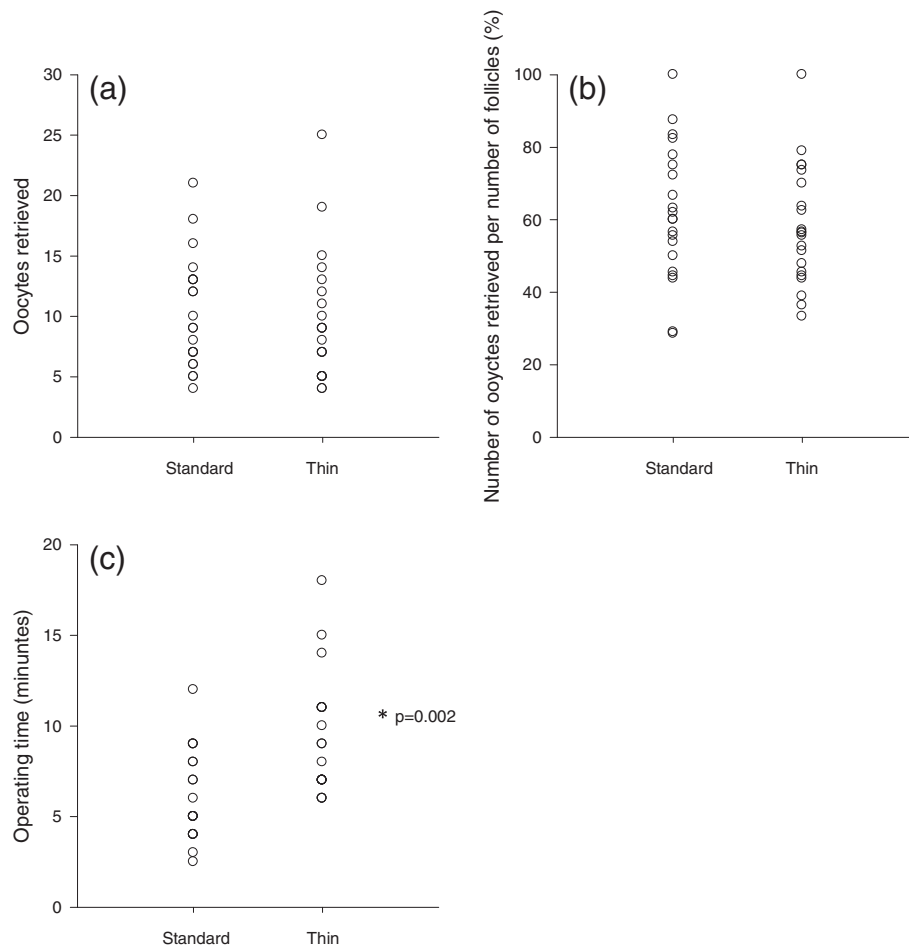 (a)
Oocytes retrieved
30
25
20
15
10
5
0
Standard Thin
(b)
Number of ooyctes retrieved per number of follicles (%)
100
80
60
40
20
0
Standard Thin
(c)
Operating time (minuntes)
20
15
10
5
0
* p=0.002
Standard Thin